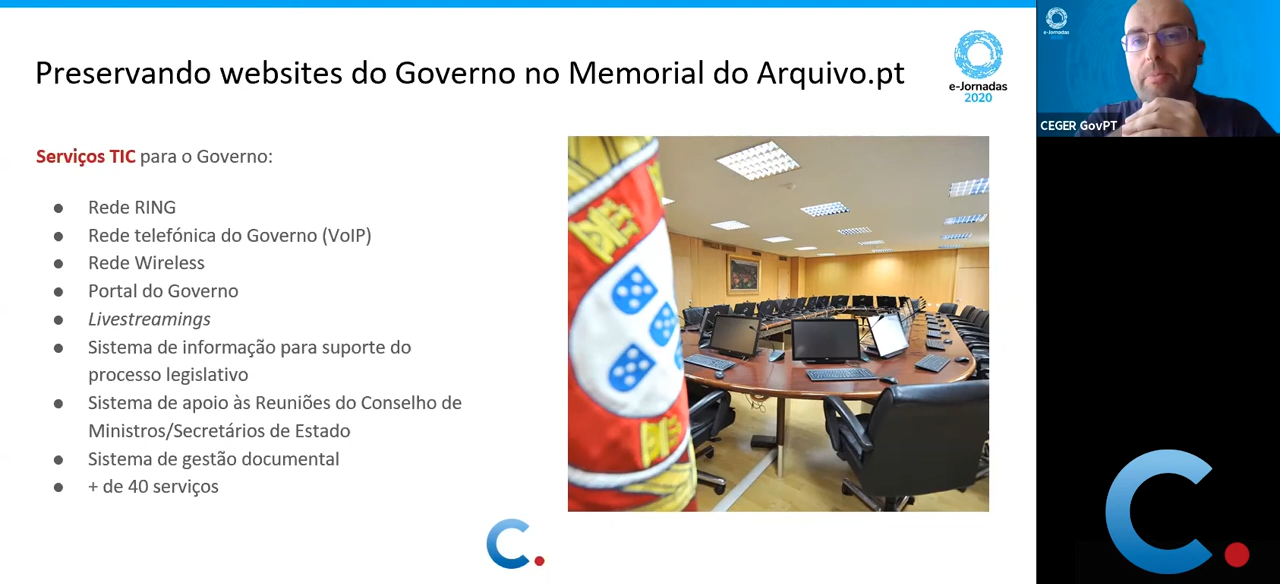 Preservando websites do Governo no Memorial do Arquivo.pt
e-Jornadas
2020
Serviços TIC para o Governo:
● Rede RING
● Rede telefónica do Governo (VoIP)
● Rede Wireless
● Portal do Governo
● Livestreamings
● Sistema de informação para suporte do
processo legislativo
● Sistema de apoio às Reuniões do Conselho de
Ministros/Secretários de Estado
● Sistema de gestão documental
● + de 40 serviços
C.
e-Jornadas
2020
CEGER GovPT
C.